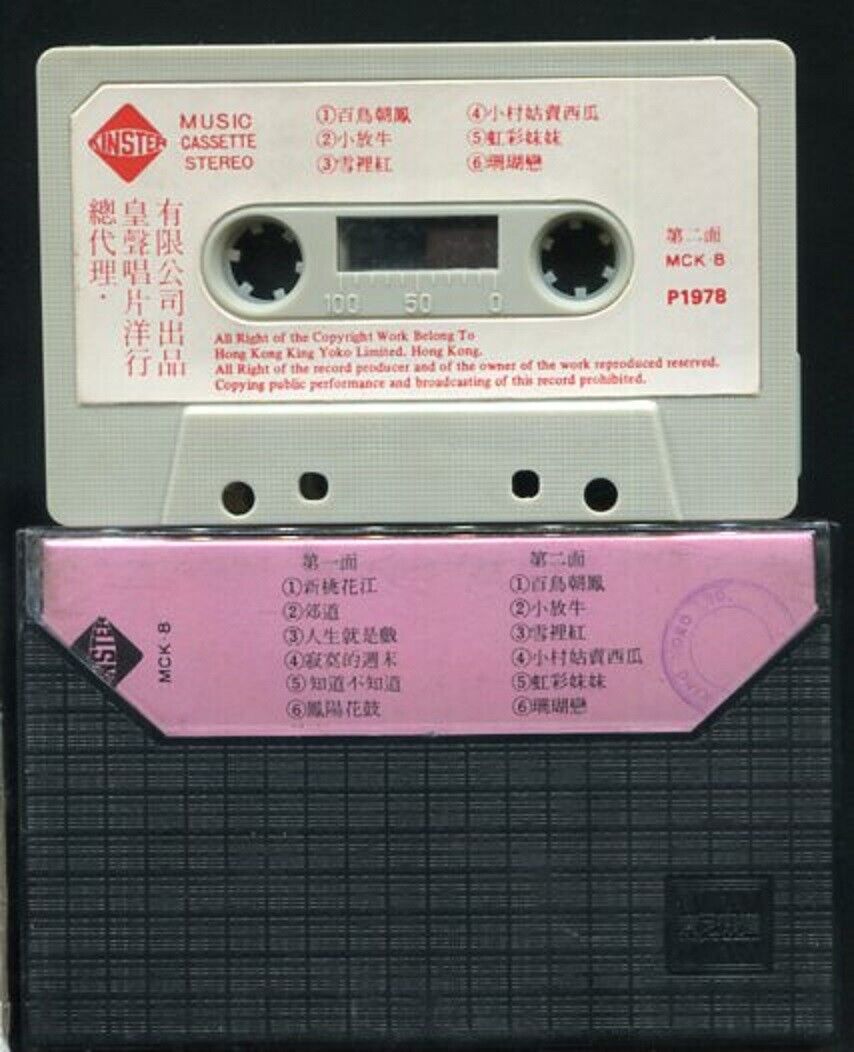 KINSTER
MUSIC
CASSETTE
STEREO
①百鳥朝鳳
②小放牛
③雪裡紅
④小村姑賣西瓜
⑤虹彩妹妹
⑥珊瑚戀
有限公司出品
皇聲唱片洋行
總代理·
第二面
MCK-8
P1978
100 50 0
All Right of the Copyright Work Belong To
Hong Kong King Yoko Limited. Hong Kong.
All Right of the record producer and of the owner of the work reproduced reserved.
Copying public performance and broadcasting of this record prohibited.
INSTER
MCK-8
第一面
①新桃花江
②郊道
③人生就是戲
④寂寞的週末
⑤知道不知道
⑥鳳陽花鼓
第二面
①百鳥朝鳳
②小放牛
③雪裡紅
④小村姑賣西瓜
⑤虹彩妹妹
⑥珊瑚戀